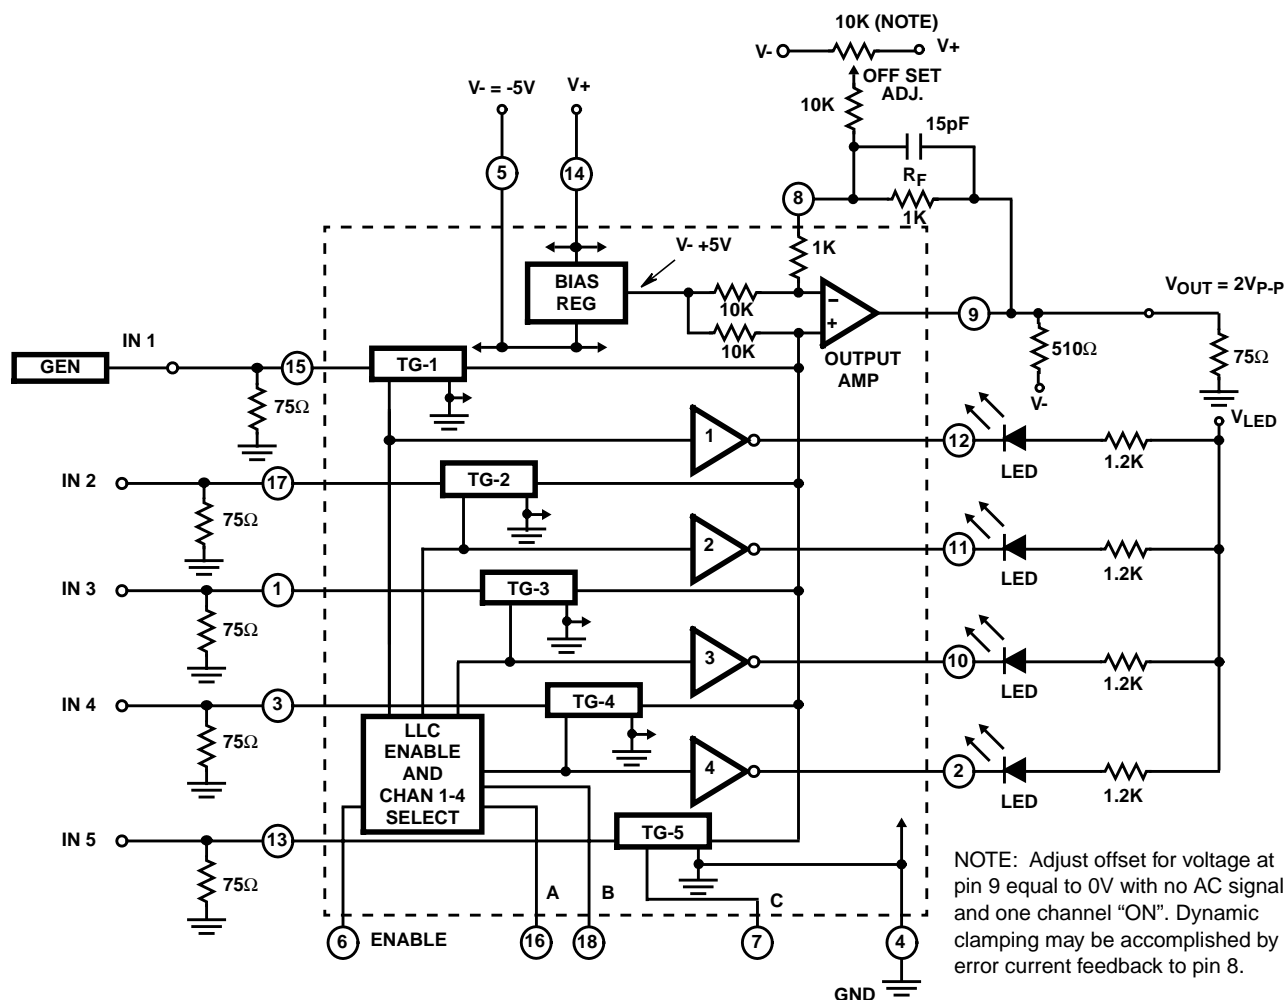 10K (NOTE)
V-
V+
OFF SET
ADJ.
10K
15pF
V- = -5V
V+
5
14
8
RF
1K
1K
V- +5V
BIAS
REG
10K
10K
−
+
OUTPUT
AMP
9
VOUT = 2VP-P
510Ω
V-
75Ω
VLED
GEN
IN 1
15
75Ω
TG-1
1
12
LED
1.2K
IN 2
17
75Ω
TG-2
2
11
LED
1.2K
IN 3
1
75Ω
TG-3
3
10
LED
1.2K
IN 4
3
75Ω
TG-4
4
2
LED
1.2K
LLC
ENABLE
AND
CHAN 1-4
SELECT
IN 5
13
75Ω
TG-5
A
B
C
6
ENABLE
16
18
7
4
GND
NOTE: Adjust offset for voltage at
pin 9 equal to 0V with no AC signal
and one channel “ON”. Dynamic
clamping may be accomplished by
error current feedback to pin 8.